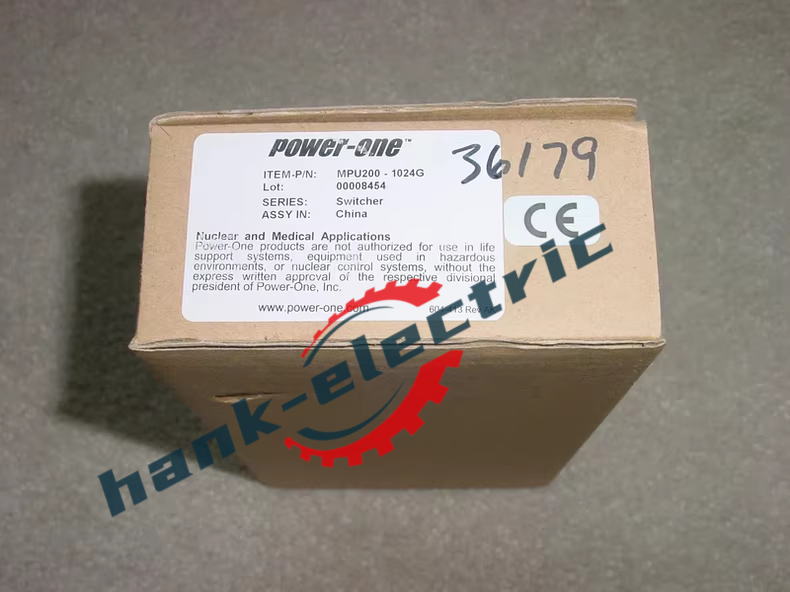 power-one™
36179
ITEM-P/N: MPU200 - 1024G
Lot: 00008454
SERIES: Switcher
ASSY IN: China
CE
Nuclear and Medical Applications
Power-One products are not authorized for use in life
support systems, equipment used in hazardous
environments, or nuclear control systems, without the
express written approval of the respective divisional
president of Power-One, Inc.
www.power-one.com
Rev
hank-electric